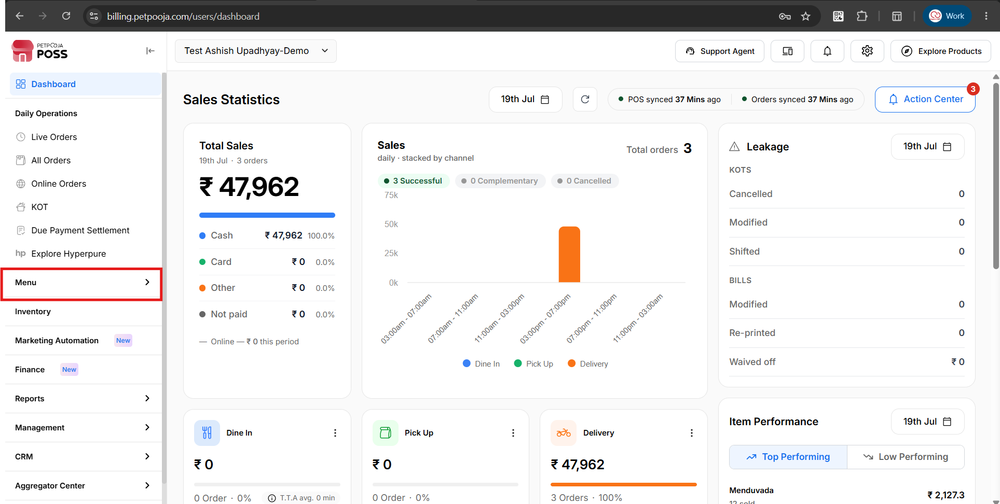 billing.petpooja.com/users/dashboard
Work
PETPOOJA
POSS
Test Ashish Upadhyay-Demo
Support Agent
Explore Products
Dashboard
Daily Operations
Live Orders
All Orders
Online Orders
KOT
Due Payment Settlement
hp Explore Hyperpure
Menu
Inventory
Marketing Automation New
Finance New
Reports
Management
CRM
Aggregator Center
Sales Statistics
19th Jul
POS synced 37 Mins ago
Orders synced 37 Mins ago
Action Center
3
Total Sales
19th Jul · 3 orders
₹ 47,962
Cash ₹ 47,962 100.0%
Card ₹ 0 0.0%
Other ₹ 0 0.0%
Not paid ₹ 0 0.0%
— Online — ₹ 0 this period
Sales
daily · stacked by channel
Total orders 3
3 Successful
0 Complementary
0 Cancelled
75k
50k
25k
0k
03:00am - 07:00am
07:00am - 11:00am
11:00am - 03:00pm
03:00pm - 07:00pm
07:00pm - 11:00pm
11:00pm - 03:00am
Dine In
Pick Up
Delivery
Leakage
19th Jul
KOTS
Cancelled 0
Modified 0
Shifted 0
BILLS
Modified 0
Re-printed 0
Waived off ₹ 0
Dine In
₹ 0
0 Order · 0%
T.T.A avg. 0 min
Pick Up
₹ 0
0 Order · 0%
Delivery
₹ 47,962
3 Orders · 100%
Item Performance
19th Jul
Top Performing
Low Performing
Menduvada
₹ 2,127.3
12 sold